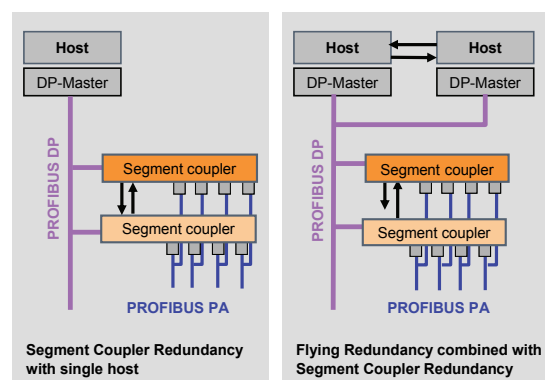 Host
DP-Master
PROFIBUS DP
Segment coupler
Segment coupler
PROFIBUS PA
Segment Coupler Redundancy
with single host
Host
Host
DP-Master
DP-Master
PROFIBUS DP
Segment coupler
Segment coupler
PROFIBUS PA
Flying Redundancy combined with
Segment Coupler Redundancy